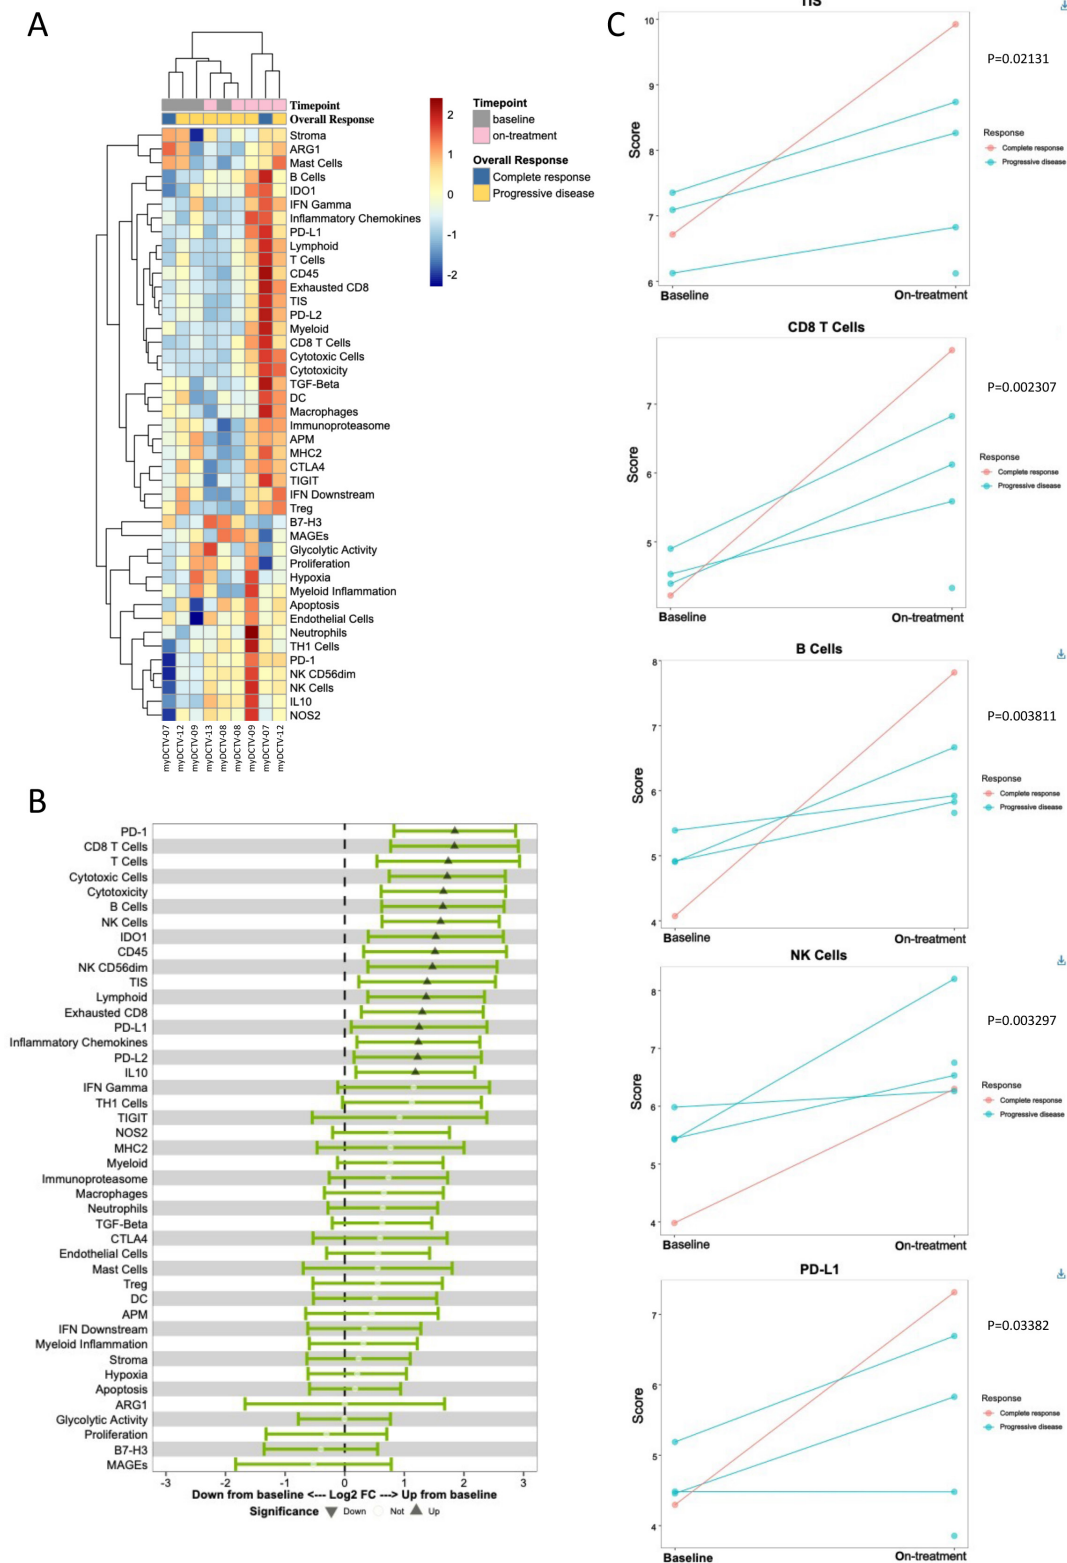 A
Timepoint
Overall Response
Stroma
ARG1
Mast Cells
B Cells
IDO1
IFN Gamma
Inflammatory Chemokines
PD-L1
Lymphoid
T Cells
CD45
Exhausted CD8
TIS
PD-L2
Myeloid
CD8 T Cells
Cytotoxic Cells
Cytotoxicity
TGF-Beta
DC
Macrophages
Immunoproteasome
APM
MHC2
CTLA4
TIGIT
IFN Downstream
Treg
B7-H3
MAGEs
Glycolytic Activity
Proliferation
Hypoxia
Myeloid Inflammation
Apoptosis
Endothelial Cells
Neutrophils
TH1 Cells
PD-1
NK CD56dim
NK Cells
IL10
NOS2
myDCTV-07
myDCTV-12
myDCTV-09
myDCTV-13
myDCTV-08
myDCTV-08
myDCTV-09
myDCTV-07
myDCTV-12
2
1
0
-1
-2
Timepoint
baseline
on-treatment
Overall Response
Complete response
Progressive disease
B
PD-1
CD8 T Cells
T Cells
Cytotoxic Cells
Cytotoxicity
B Cells
NK Cells
IDO1
CD45
NK CD56dim
TIS
Lymphoid
Exhausted CD8
PD-L1
Inflammatory Chemokines
PD-L2
IL10
IFN Gamma
TH1 Cells
TIGIT
NOS2
MHC2
Myeloid
Immunoproteasome
Macrophages
Neutrophils
TGF-Beta
CTLA4
Endothelial Cells
Mast Cells
Treg
DC
APM
IFN Downstream
Myeloid Inflammation
Stroma
Hypoxia
Apoptosis
ARG1
Glycolytic Activity
Proliferation
B7-H3
MAGEs
-3 -2 -1 0 1 2 3
Down from baseline <--- Log2 FC ---> Up from baseline
Significance Down Not Up
C
TIS
10
9
8
7
6
Score
Baseline On-treatment
P=0.02131
Response
Complete response
Progressive disease
CD8 T Cells
7
6
5
Score
Baseline On-treatment
P=0.002307
Response
Complete response
Progressive disease
B Cells
8
7
6
5
4
Score
Baseline On-treatment
P=0.003811
Response
Complete response
Progressive disease
NK Cells
8
7
6
5
4
Score
Baseline On-treatment
P=0.003297
Response
Complete response
Progressive disease
PD-L1
7
6
5
4
Score
Baseline On-treatment
P=0.03382
Response
Complete response
Progressive disease